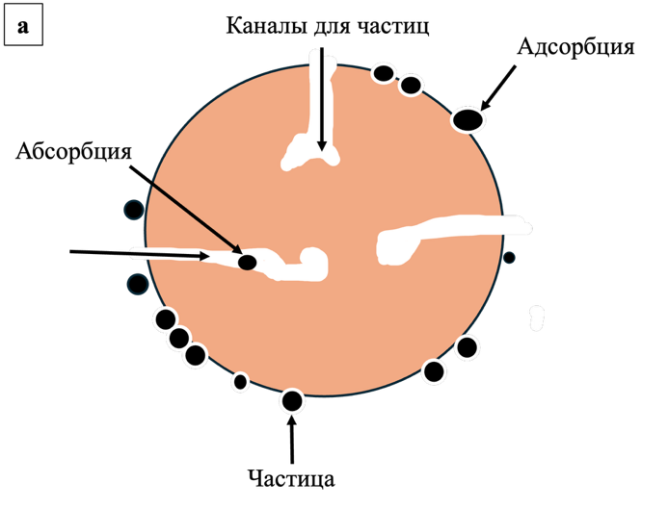 а
Каналы для частиц
Адсорбция
Абсорбция
Частица